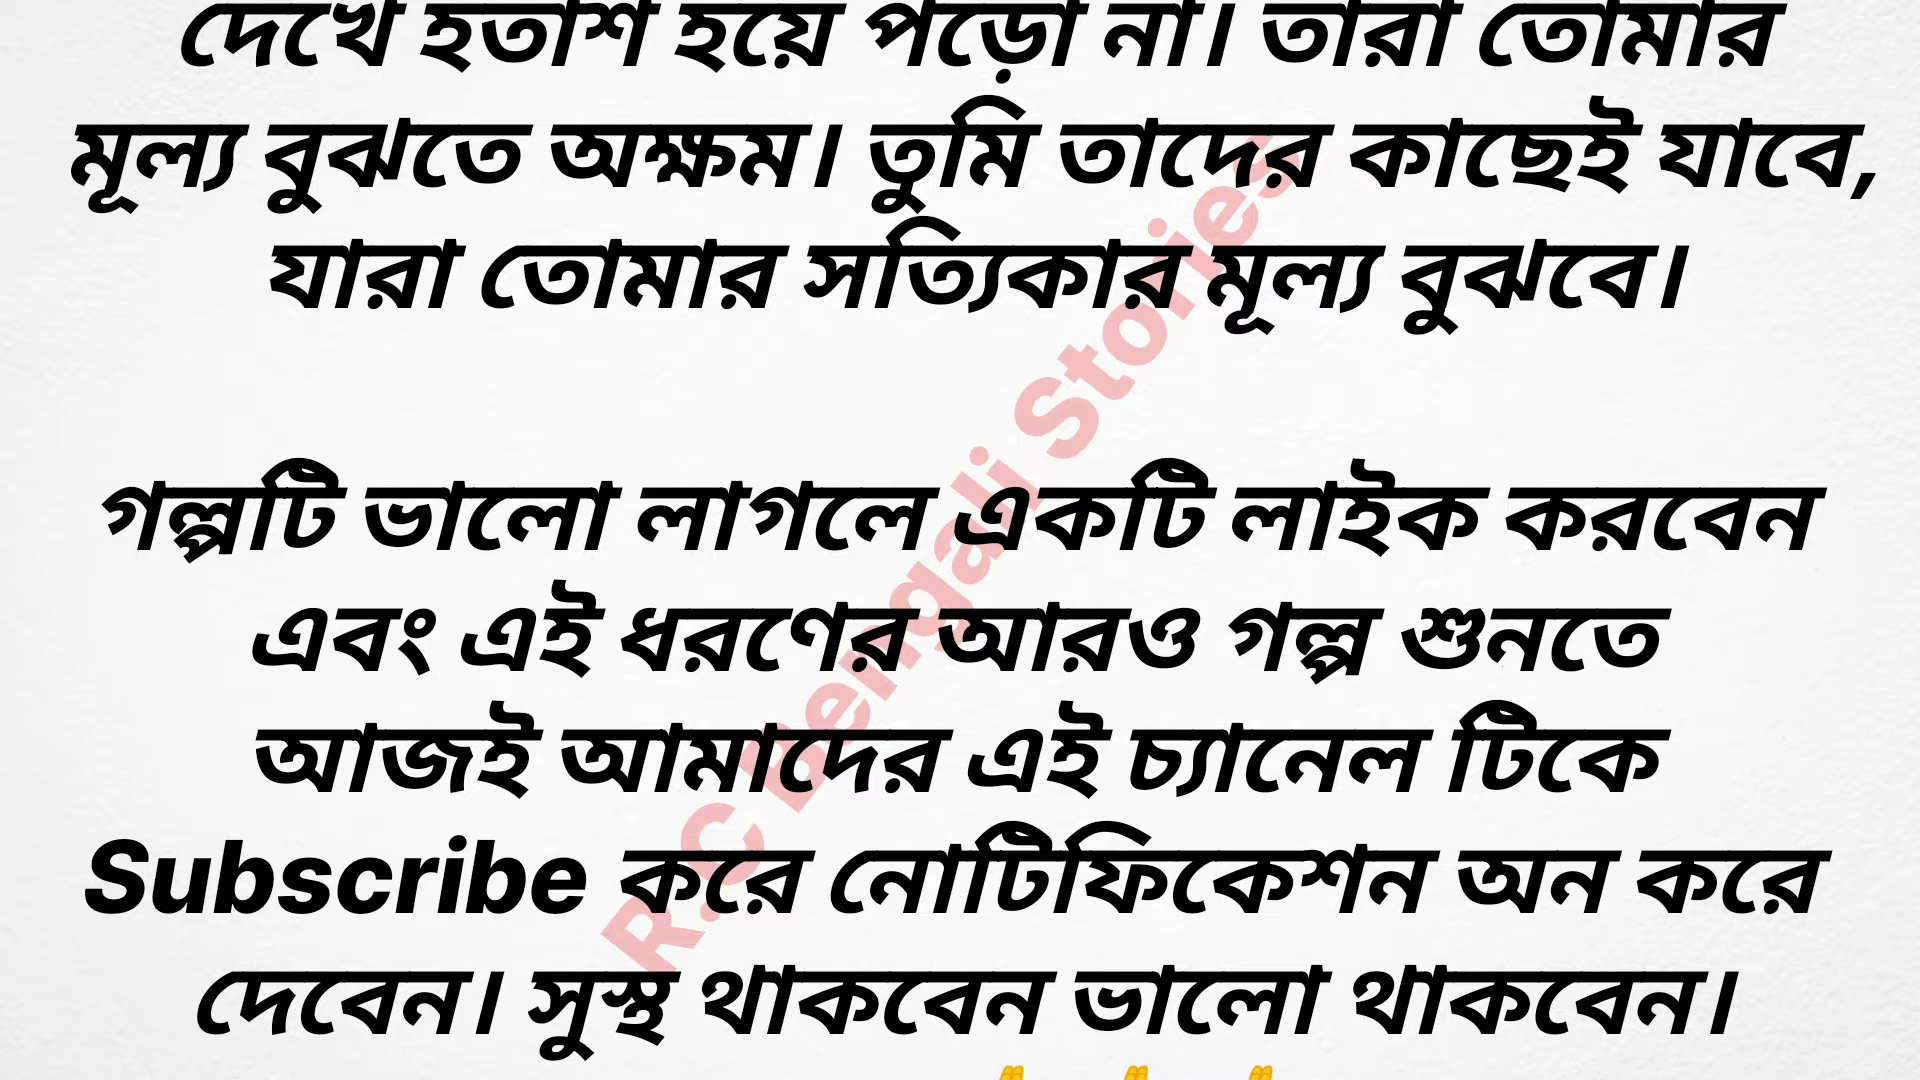 দেখে হতাশ হয়ে পড়ো না। তারা তোমার
মূল্য বুঝতে অক্ষম। তুমি তাদের কাছেই যাবে,
যারা তোমার সত্যিকার মূল্য বুঝবে।
গল্পটি ভালো লাগলে একটি লাইক করবেন
এবং এই ধরণের আরও গল্প শুনতে
আজই আমাদের এই চ্যানেল টিকে
Subscribe করে নোটিফিকেশন অন করে
দেবেন। সুস্থ থাকবেন ভালো থাকবেন।
R.C Bengali Stories